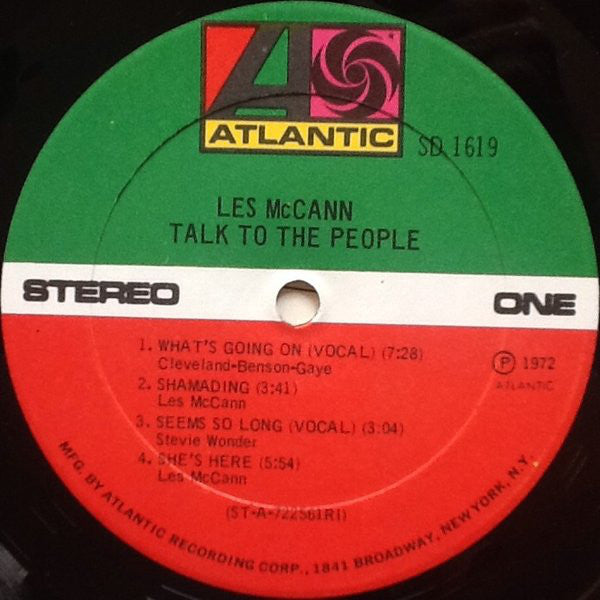 ATLANTIC
SD 1619
LES McCANN
TALK TO THE PEOPLE
STEREO
ONE
1. WHAT'S GOING ON (VOCAL) (7:28)
Cleveland-Benson-Gaye
2. SHAMADING (3:41)
Les McCann
3. SEEMS SO LONG (VOCAL) (3:04)
Stevie Wonder
4. SHE'S HERE (5:54)
Les McCann
Ⓟ 1972
ATLANTIC
(ST-A-722561RI)
MFG. BY ATLANTIC RECORDING CORP., 1841 BROADWAY, NEW YORK, N.Y.